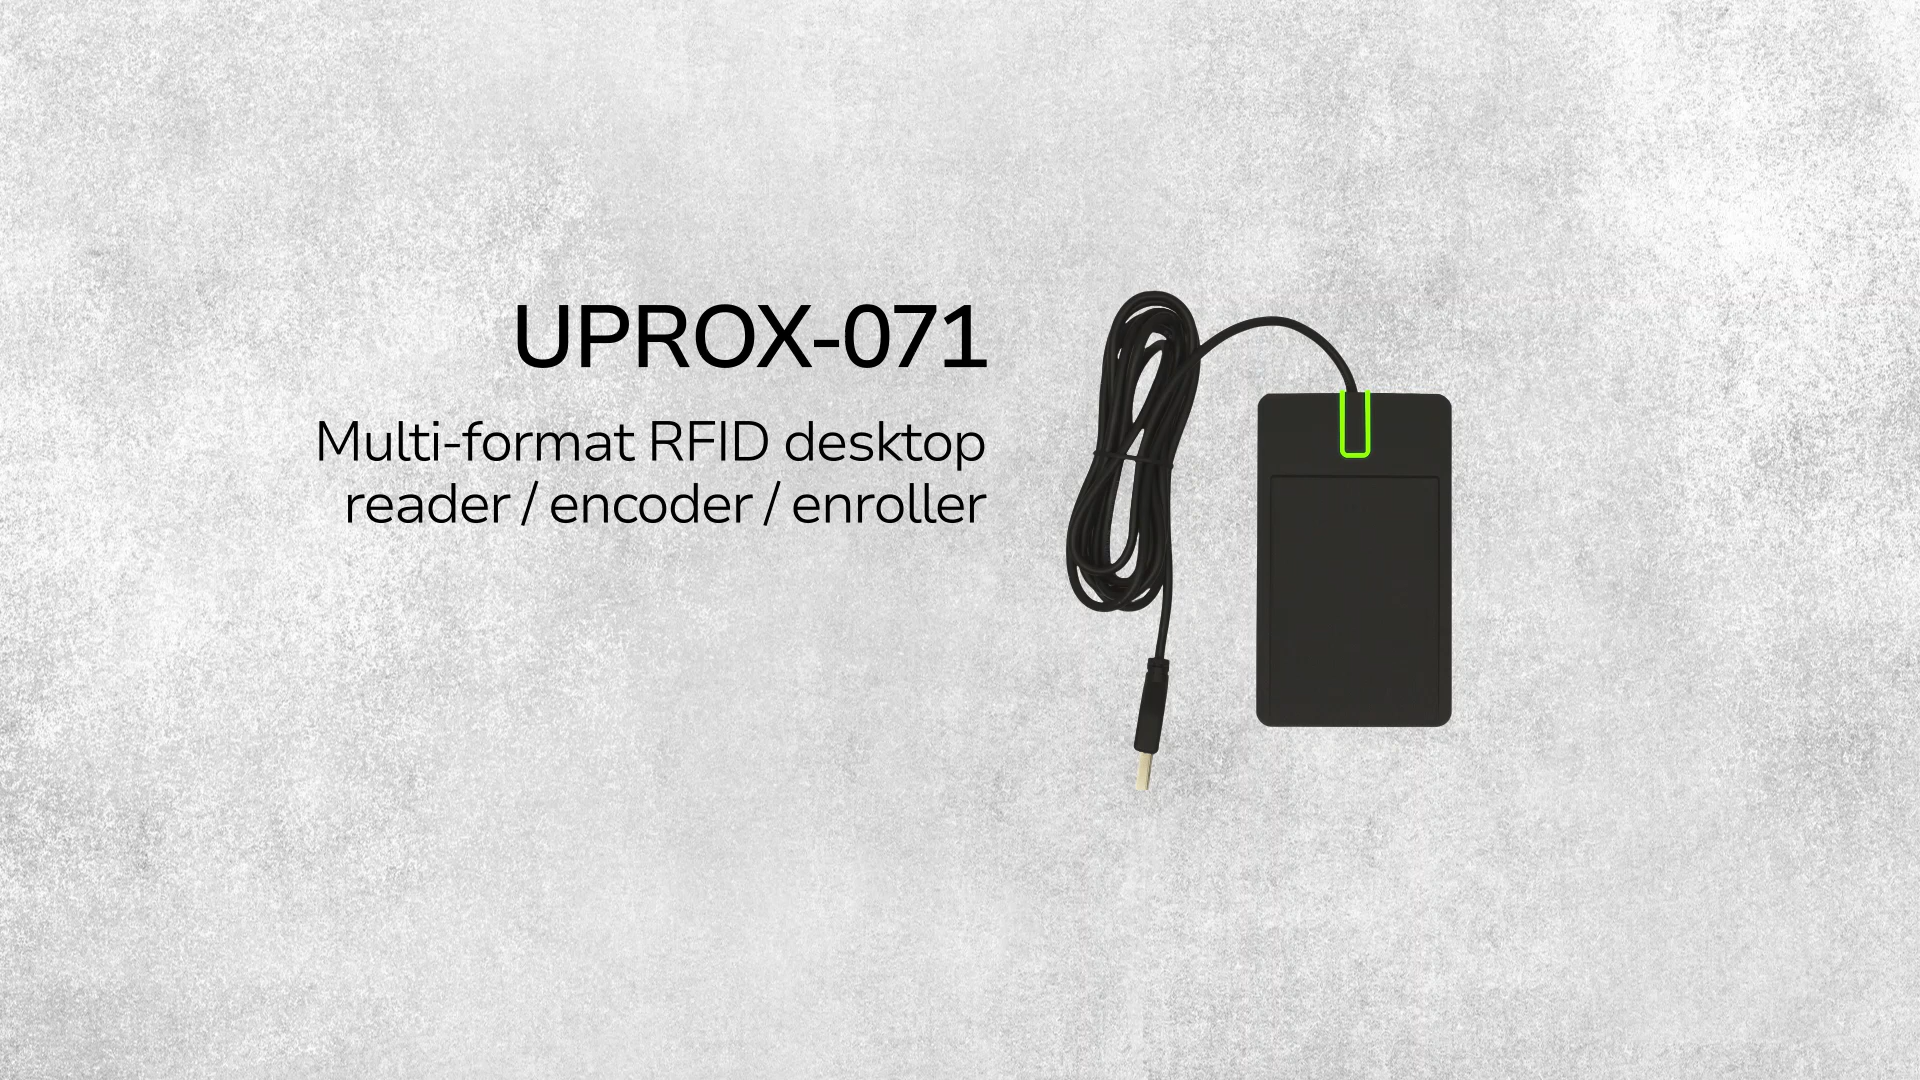 UPROX-071
Multi-format RFID desktop
reader / encoder / enroller